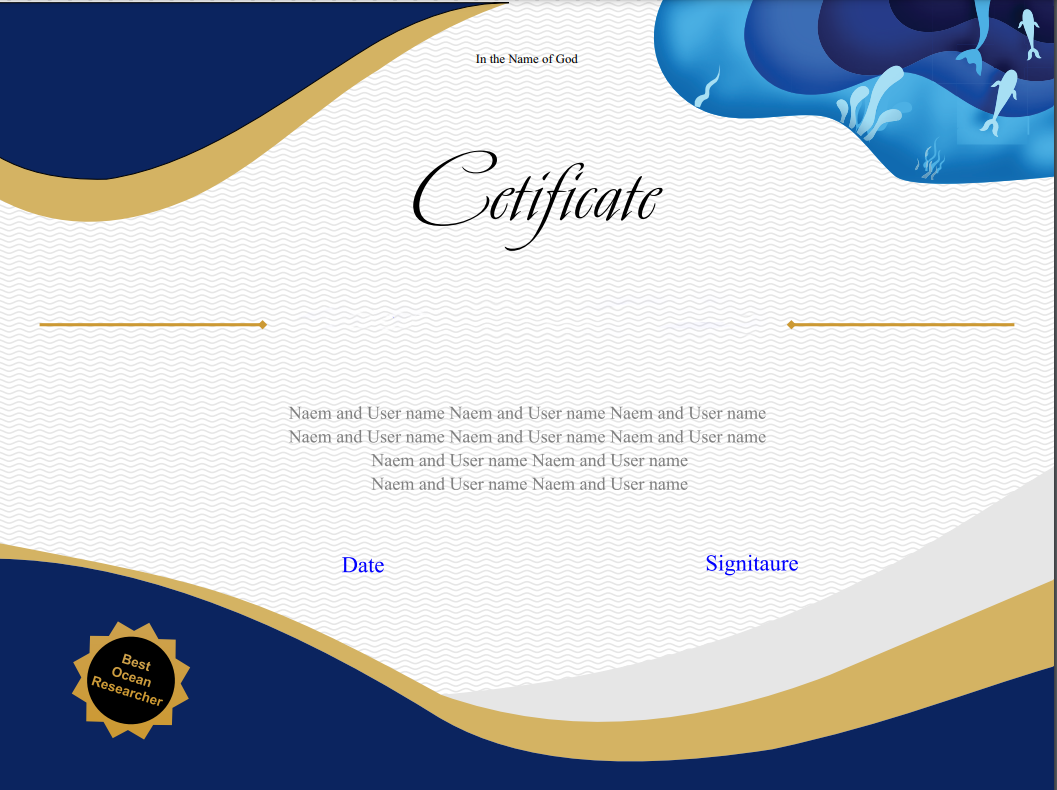 In the Name of God
Cetificate
Naem and User name Naem and User name Naem and User name
Naem and User name Naem and User name Naem and User name
Naem and User name Naem and User name
Naem and User name Naem and User name
Date
Signitaure
Best
Ocean
Researcher